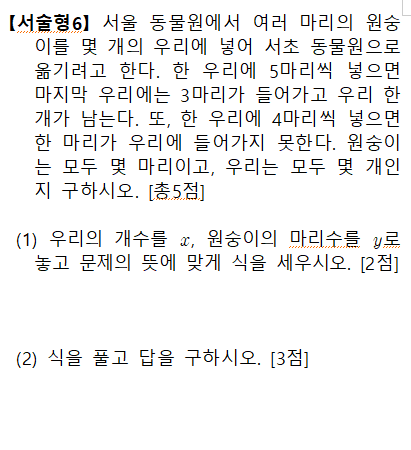 【서술형6】 서울 동물원에서 여러 마리의 원숭
이를 몇 개의 우리에 넣어 서초 동물원으로
옮기려고 한다. 한 우리에 5마리씩 넣으면
마지막 우리에는 3마리가 들어가고 우리 한
개가 남는다. 또, 한 우리에 4마리씩 넣으면
한 마리가 우리에 들어가지 못한다. 원숭이
는 모두 몇 마리이고, 우리는 모두 몇 개인
지 구하시오. [총5점]
(1) 우리의 개수를 x, 원숭이의 마리수를 y로
놓고 문제의 뜻에 맞게 식을 세우시오. [2점]
(2) 식을 풀고 답을 구하시오. [3점]